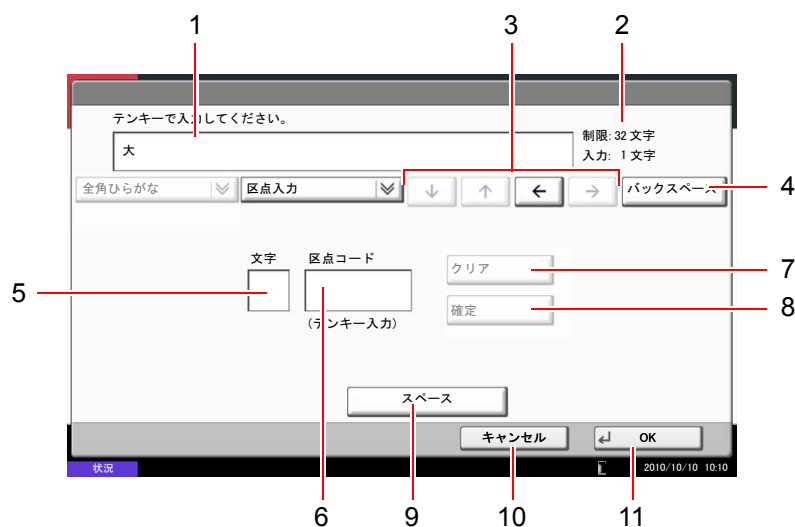 1 3 2
テンキーで入力してください。
制限: 32 文字
大
入力: 1 文字
全角ひらがな 区点入力 ↓ ↑ ← → バックスペース 4
文字 区点コード
クリア 7
5
確定 8
(テンキー入力)
スペース
キャンセル OK
状況 2010/10/10 10:10
6 9 10 11